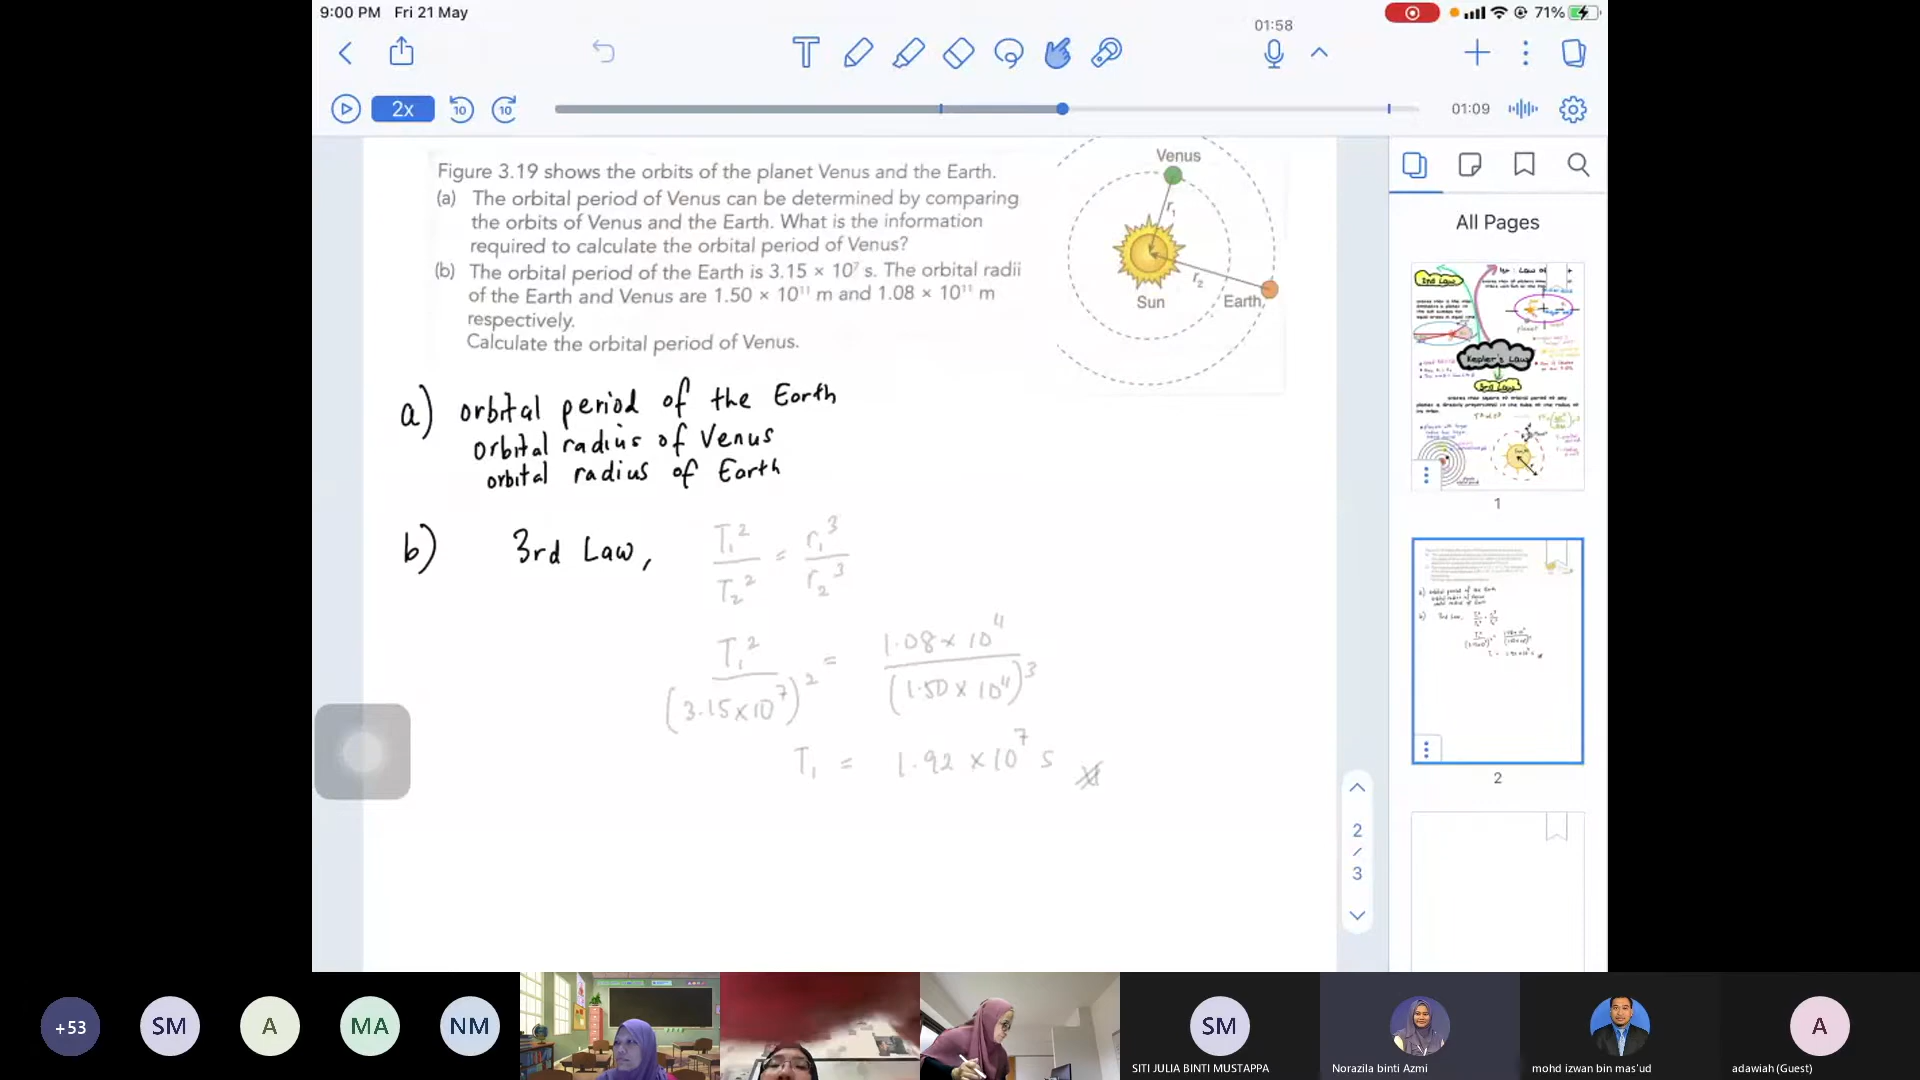 9:00 PM Fri 21 May
71%
01:58
2x
10
10
01:09
Figure 3.19 shows the orbits of the planet Venus and the Earth.
(a) The orbital period of Venus can be determined by comparing
the orbits of Venus and the Earth. What is the information
required to calculate the orbital period of Venus?
(b) The orbital period of the Earth is 3.15 × 10⁷ s. The orbital radii
of the Earth and Venus are 1.50 × 10¹¹ m and 1.08 × 10¹¹ m
respectively.
Calculate the orbital period of Venus.
Venus
r₁
r₂
Sun
Earth
a) orbital period of the Earth
orbital radius of Venus
orbital radius of Earth
b) 3rd Law, T₁²/T₂² = r₁³/r₂³
T₁²/(3.15×10⁷)² = 1.08×10¹¹/(1.50×10¹¹)³
T₁ = 1.92 × 10⁷ s
2
/
3
All Pages
2nd Law
Kepler's Law
3rd Law
1
2
+53
SM
A
MA
NM
SM
SITI JULIA BINTI MUSTAPPA
Norazila binti Azmi
mohd izwan bin mas'ud
A
adawiah (Guest)